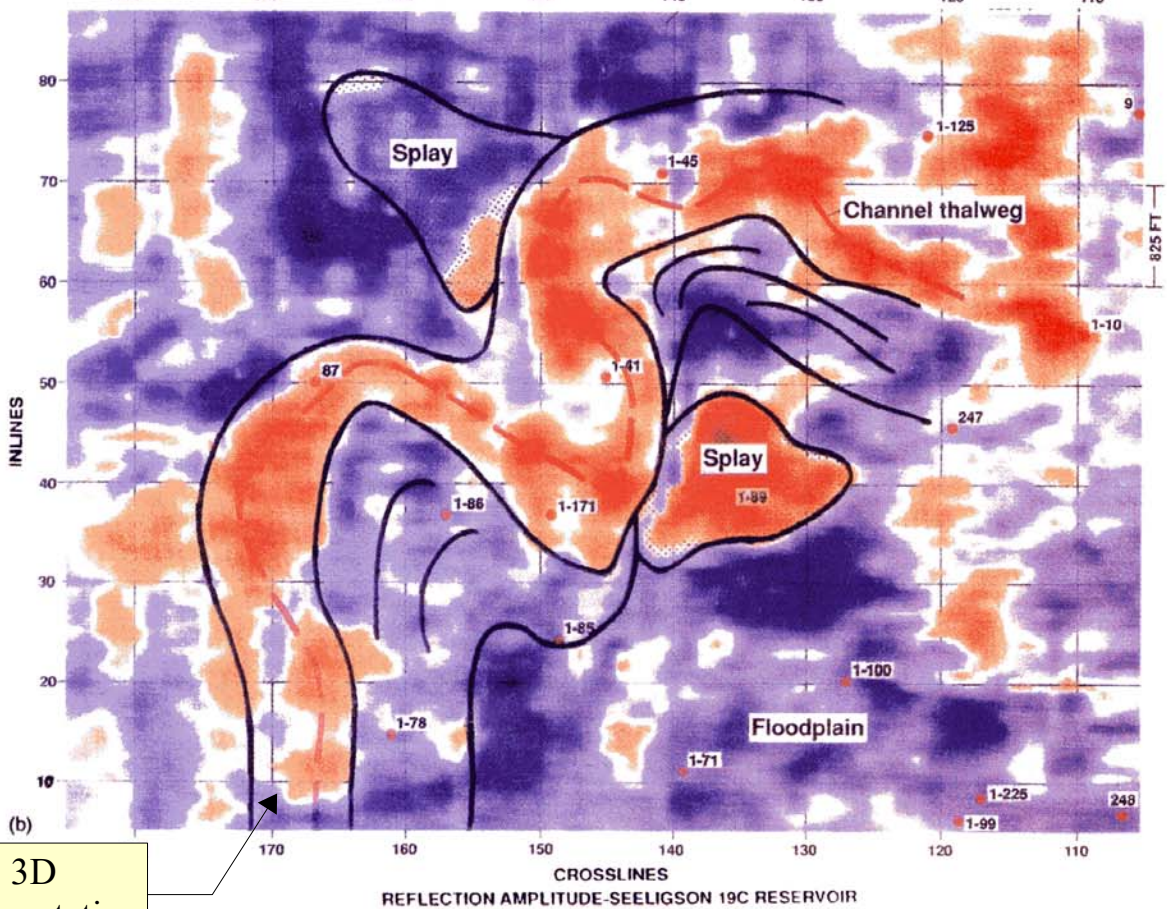 80
9
1-125
Splay
1-45
70
Channel thalweg
825 FT
60
1-10
1-41
50
87
247
INLINES
Splay
40
1-86
1-171
1-89
30
1-85
1-100
20
1-78
Floodplain
1-71
10
1-225
248
(b)
1-99
170 160 150 140 130 120 110
3D
CROSSLINES
REFLECTION AMPLITUDE-SEELIGSON 19C RESERVOIR